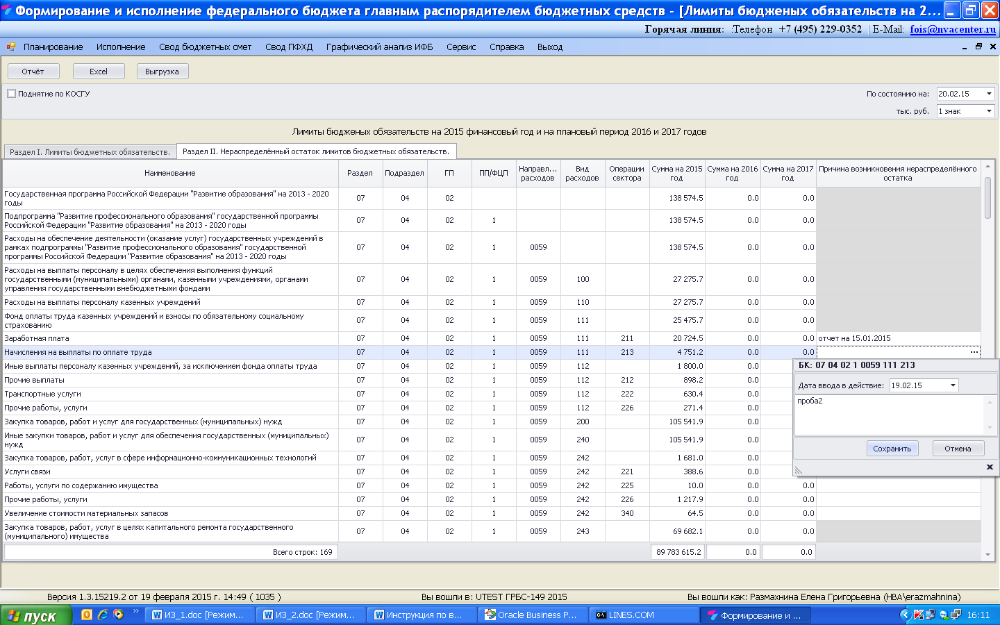 Формирование и исполнение федерального бюджета главным распорядителем бюджетных средств - [Лимиты бюдженых обязательств на 2...
Горячая линия: :Телефон +7 (495) 229-0352 | E-Mail: fois@nvacenter.ru
Планирование Исполнение Свод бюджетных смет Свод ПФХД Графический анализ ИФБ Сервис Справка Выход
Отчёт Excel Выгрузка
Поднятие по КОСГУ По состоянию на: 20.02.15
тыс. руб. 1 знак
Лимиты бюдженых обязательств на 2015 финансовый год и на плановый период 2016 и 2017 годов
Раздел I. Лимиты бюджетных обязательств. Раздел II. Нераспределённый остаток лимитов бюджетных обязательств.
Наименование Раздел Подраздел ГП ПП/ФЦП Направл... расходов Вид расходов Операции сектора Сумма на 2015 год Сумма на 2016 год Сумма на 2017 год Причина возникновения нераспределённого остатка
Государственная программа Российской Федерации "Развитие образования" на 2013 - 2020
годы 07 04 02 138 574.5 0.0 0.0
Подпрограмма "Развитие профессионального образования" государственной программы
Российской Федерации "Развитие образования" на 2013 - 2020 годы 07 04 02 1 138 574.5 0.0 0.0
Расходы на обеспечение деятельности (оказание услуг) государственных учреждений в
рамках подпрограммы "Развитие профессионального образования" государственной 07 04 02 1 0059 138 574.5 0.0 0.0
программы Российской Федерации "Развитие образования" на 2013 - 2020 годы
Расходы на выплаты персоналу в целях обеспечения выполнения функций
государственными (муниципальными) органами, казенными учреждениями, органами 07 04 02 1 0059 100 27 275.7 0.0 0.0
управления государственными внебюджетными фондами
Расходы на выплаты персоналу казенных учреждений 07 04 02 1 0059 110 27 275.7 0.0 0.0
Фонд оплаты труда казенных учреждений и взносы по обязательному социальному
страхованию 07 04 02 1 0059 111 25 475.7 0.0 0.0
Заработная плата 07 04 02 1 0059 111 211 20 724.5 0.0 0.0 отчет на 15.01.2015
Начисления на выплаты по оплате труда 07 04 02 1 0059 111 213 4 751.2 0.0 0.0 ...
Иные выплаты персоналу казенных учреждений, за исключением фонда оплаты труда 07 04 02 1 0059 112 1 800.0 0.0 БК: 07 04 02 1 0059 111 213
Прочие выплаты 07 04 02 1 0059 112 212 898.2 0.0 Дата ввода в действие: 19.02.15
Транспортные услуги 07 04 02 1 0059 112 222 630.4 0.0 проба2
Прочие работы, услуги 07 04 02 1 0059 112 226 271.4 0.0
Закупка товаров, работ и услуг для государственных (муниципальных) нужд 07 04 02 1 0059 200 105 541.9 0.0
Иные закупки товаров, работ и услуг для обеспечения государственных (муниципальных)
нужд 07 04 02 1 0059 240 105 541.9 0.0 Сохранить Отмена
Закупка товаров, работ, услуг в сфере информационно-коммуникационных технологий 07 04 02 1 0059 242 1 681.0 0.0
Услуги связи 07 04 02 1 0059 242 221 388.6 0.0
Работы, услуги по содержанию имущества 07 04 02 1 0059 242 225 10.0 0.0 0.0
Прочие работы, услуги 07 04 02 1 0059 242 226 1 217.9 0.0 0.0
Увеличение стоимости материальных запасов 07 04 02 1 0059 242 340 64.5 0.0 0.0
Закупка товаров, работ, услуг в целях капитального ремонта государственного
(муниципального) имущества 07 04 02 1 0059 243 69 682.1 0.0 0.0
Всего строк: 169 89 783 615.2 0.0 0.0
Версия 1.3.15219.2 от 19 февраля 2015 г. 14:49 ( 1035 ) Вы вошли в: UTEST ГРБС-149 2015 Вы вошли как: Размахнина Елена Григорьевна (НВА\erazmahnina)
пуск ИЗ_1.doc [Режим... ИЗ_2.doc [Режим... Инструкция по в... Oracle Business P... LINES.COM Формирование и ... 16:11